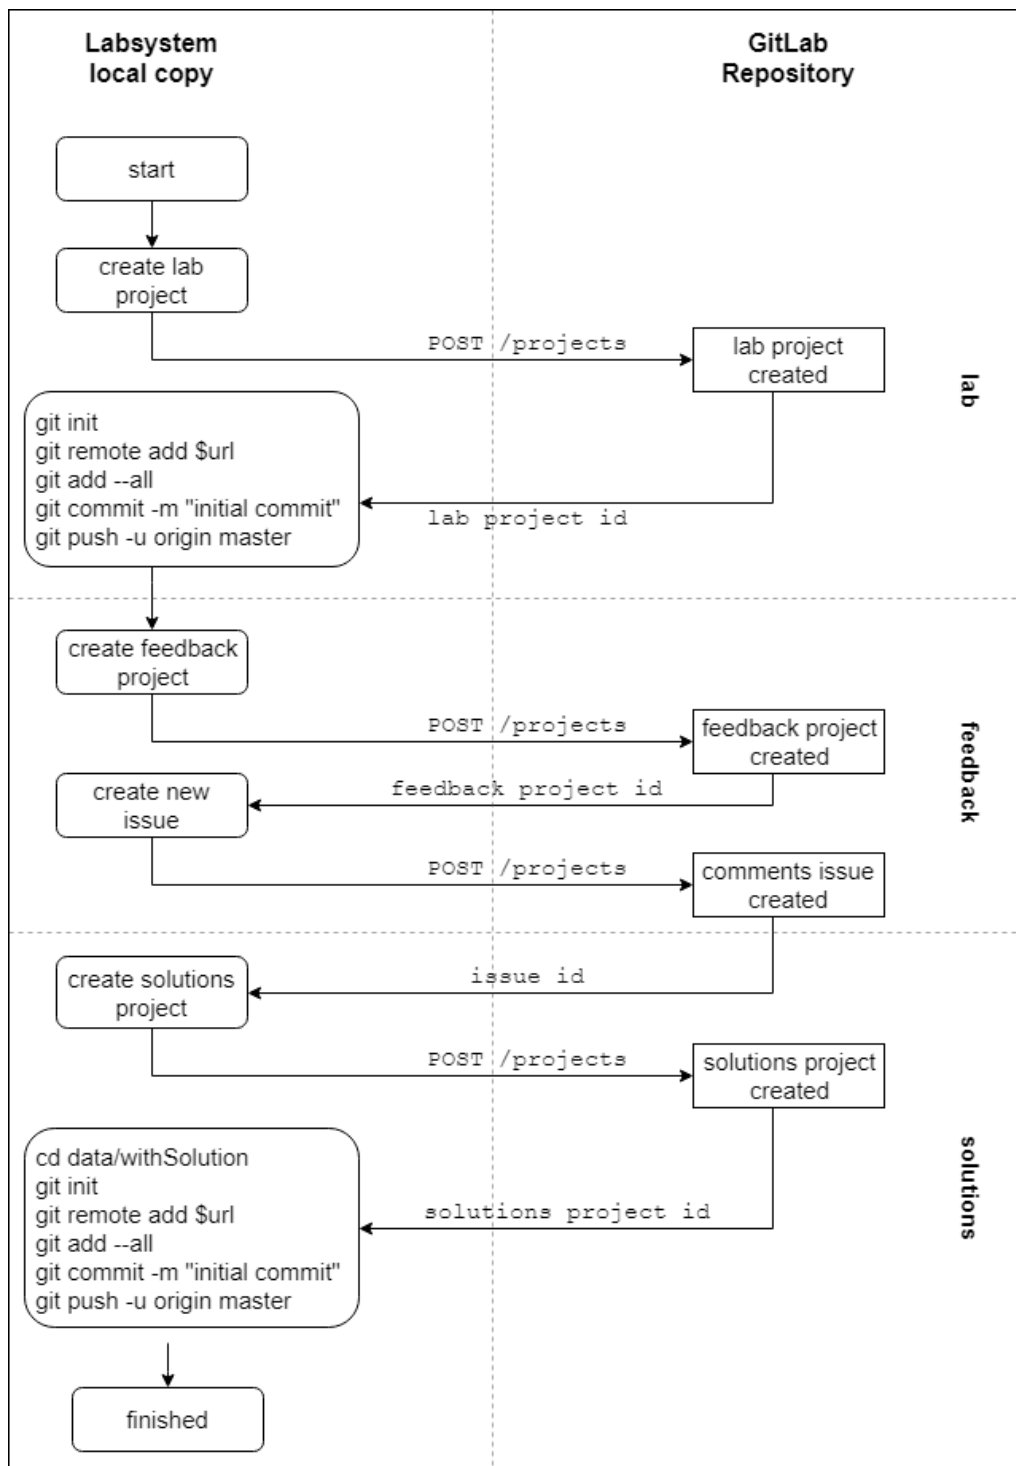 Labsystem
local copy
GitLab
Repository
start
create lab
project
POST /projects
lab project
created
lab
git init
git remote add $url
git add --all
git commit -m "initial commit"
git push -u origin master
lab project id
create feedback
project
POST /projects
feedback project
created
feedback
feedback project id
create new
issue
POST /projects
comments issue
created
issue id
create solutions
project
POST /projects
solutions project
created
solutions
cd data/withSolution
git init
git remote add $url
git add --all
git commit -m "initial commit"
git push -u origin master
solutions project id
finished